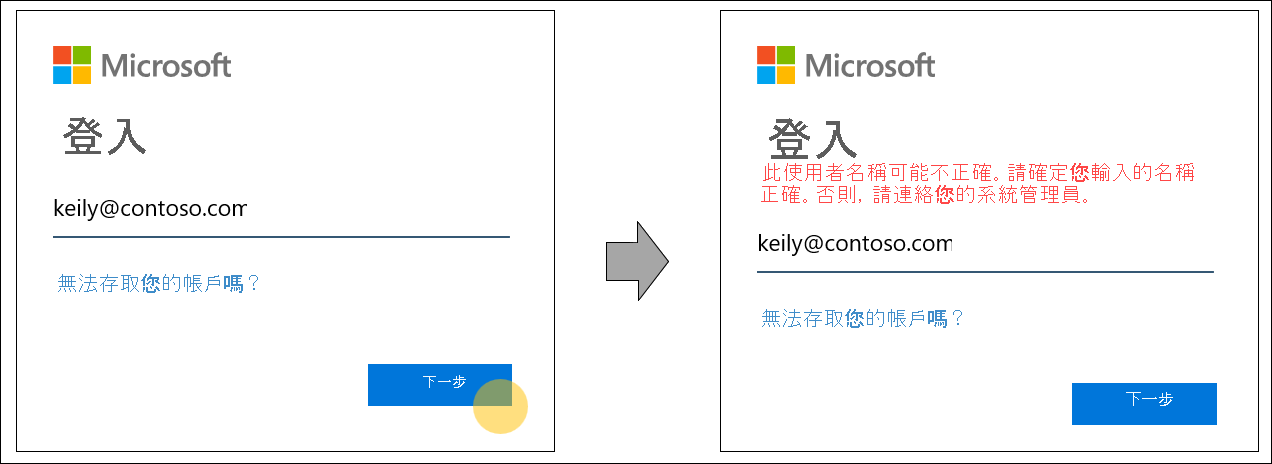 Microsoft
登入
keily@contoso.com
無法存取您的帳戶嗎？
下一步
Microsoft
登入
此使用者名稱可能不正確。請確定您輸入的名稱
正確。否則，請連絡您的系統管理員。
keily@contoso.com
無法存取您的帳戶嗎？
下一步